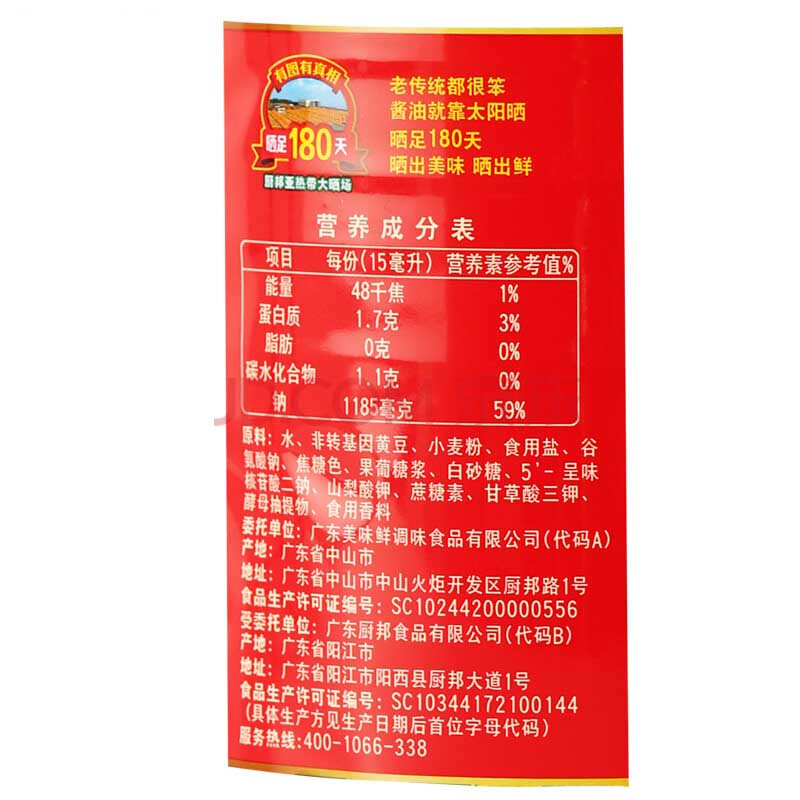 有图有真相
晒足180天
厨邦亚热带大晒场
老传统都很笨
酱油就靠太阳晒
晒足180天
晒出美味 晒出鲜
营养成分表
项目 每份(15毫升) 营养素参考值%
能量 48千焦 1%
蛋白质 1.7克 3%
脂肪 0克 0%
碳水化合物 1.1克 0%
钠 1185毫克 59%
原料：水、非转基因黄豆、小麦粉、食用盐、谷
氨酸钠、焦糖色、果葡糖浆、白砂糖、5'-呈味
核苷酸二钠、山梨酸钾、蔗糖素、甘草酸三钾、
酵母抽提物、食用香料
委托单位：广东美味鲜调味食品有限公司(代码A)
产地：广东省中山市
地址：广东省中山市中山火炬开发区厨邦路1号
食品生产许可证编号：SC10244200000556
受委托单位：广东厨邦食品有限公司(代码B)
产地：广东省阳江市
地址：广东省阳江市阳西县厨邦大道1号
食品生产许可证编号：SC10344172100144
(具体生产方见生产日期后首位字母代码)
服务热线:400-1066-338